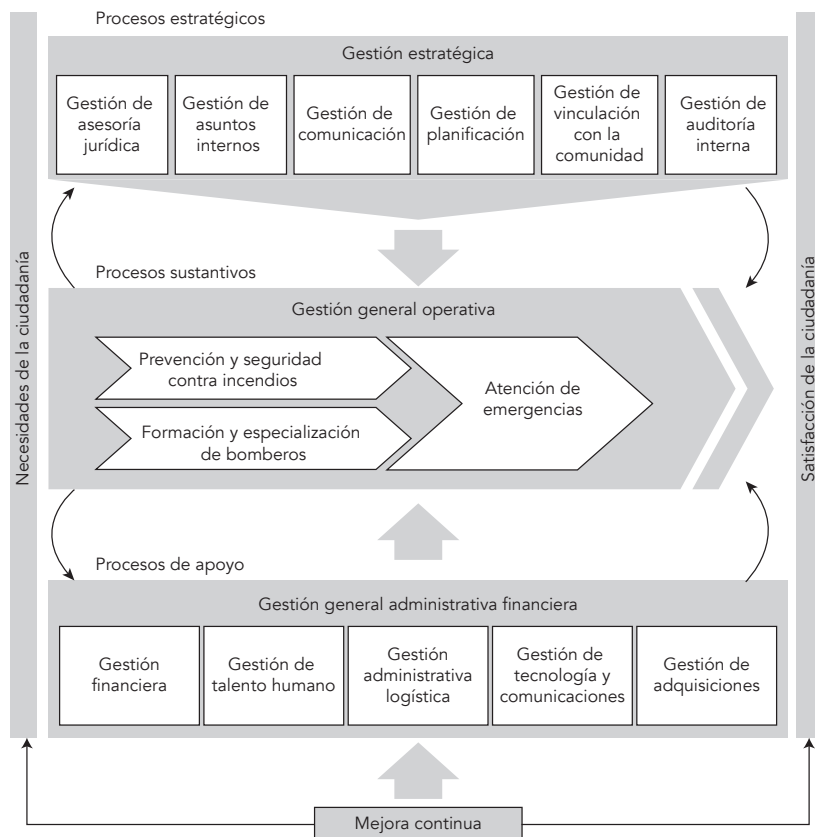 Procesos estratégicos
Gestión estratégica
Gestión de
asesoría
jurídica
Gestión de
asuntos
internos
Gestión de
comunicación
Gestión de
planificación
Gestión de
vinculación
con la
comunidad
Gestión de
auditoría
interna
Necesidades de la ciudadanía
Satisfacción de la ciudadanía
Procesos sustantivos
Gestión general operativa
Prevención y seguridad
contra incendios
Formación y especialización
de bomberos
Atención de
emergencias
Procesos de apoyo
Gestión general administrativa financiera
Gestión
financiera
Gestión de
talento humano
Gestión
administrativa
logística
Gestión de
tecnología y
comunicaciones
Gestión de
adquisiciones
Mejora continua